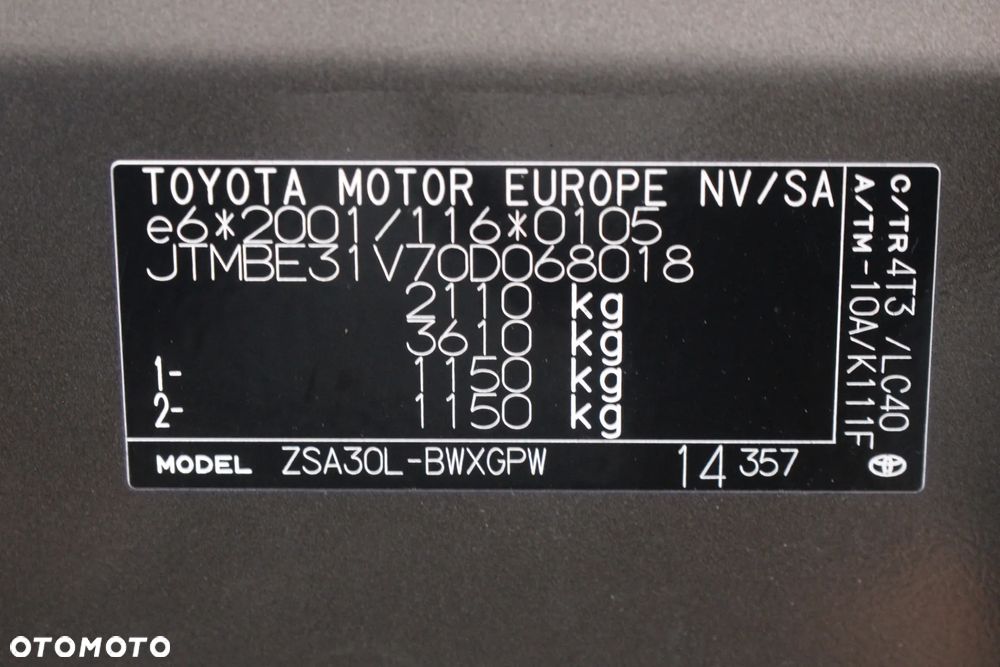 TOYOTA MOTOR EUROPE NV/SA
e6*2001/116*0105
JTMBE31V70D068018
2110 kg
3610 kg
1- 1150 kg
2- 1150 kg
MODEL ZSA30L-BWXGPW 14 357
C/TR 4T3 /LC40
A/TM -10A/K111F
OTOMOTO